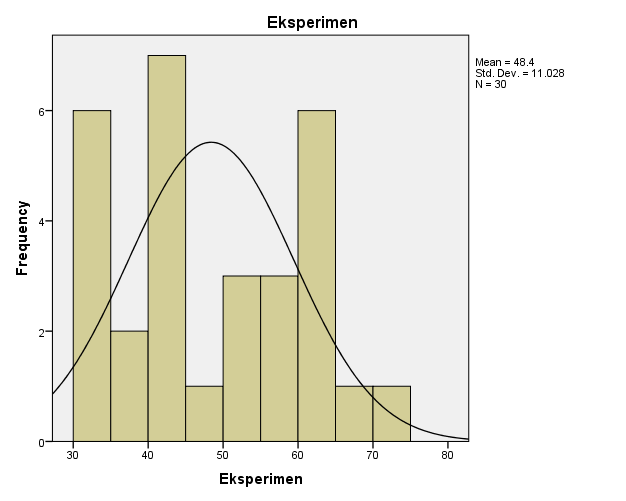 Eksperimen
Mean = 48.4
Std. Dev. = 11.028
N = 30
Frequency
6
4
2
0
30 40 50 60 70 80
Eksperimen